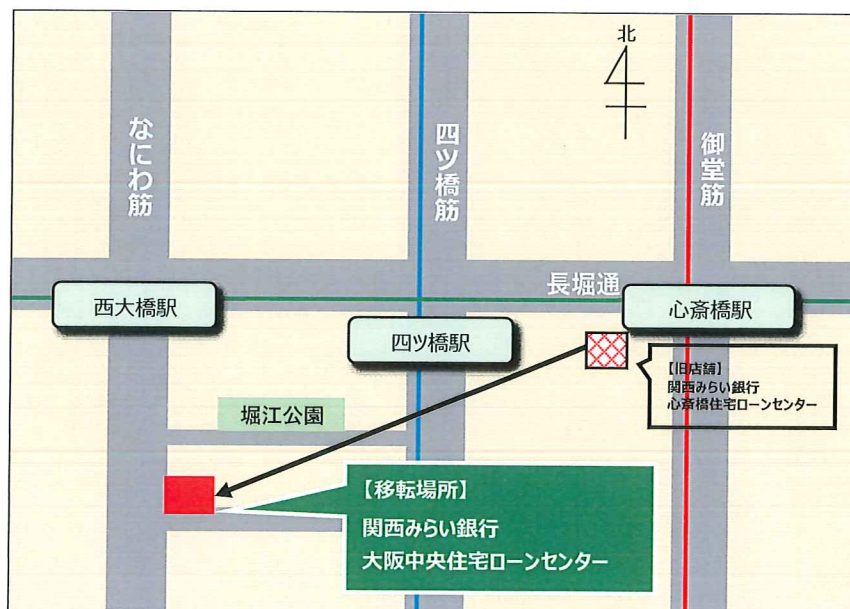 北
なにわ筋
四ツ橋筋
御堂筋
長堀通
西大橋駅
心斎橋駅
四ツ橋駅
【旧店舗】
関西みらい銀行
心斎橋住宅ローンセンター
堀江公園
【移転場所】
関西みらい銀行
大阪中央住宅ローンセンター